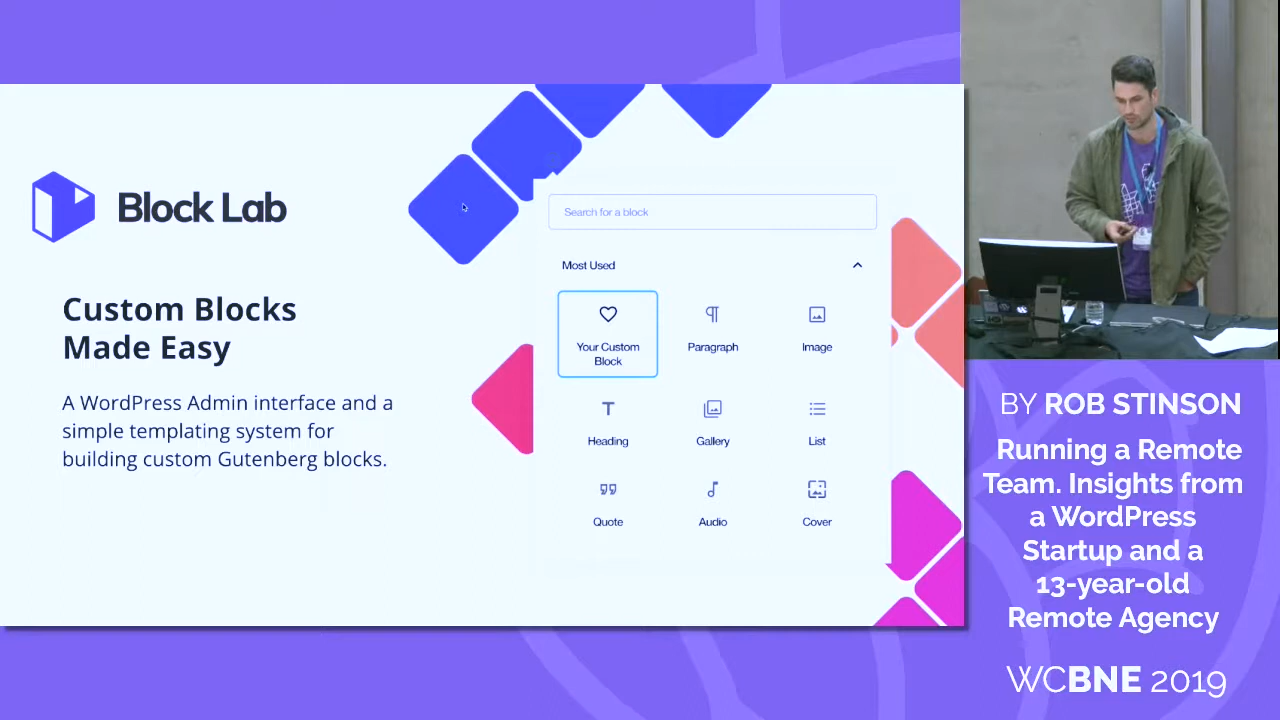 Block Lab
Custom Blocks
Made Easy
A WordPress Admin interface and a
simple templating system for
building custom Gutenberg blocks.
Search for a block
Most Used
Your Custom
Block
Paragraph
Image
Heading
Gallery
List
Quote
Audio
Cover
BY ROB STINSON
Running a Remote
Team. Insights from
a WordPress
Startup and a
13-year-old
Remote Agency
WCBNE 2019